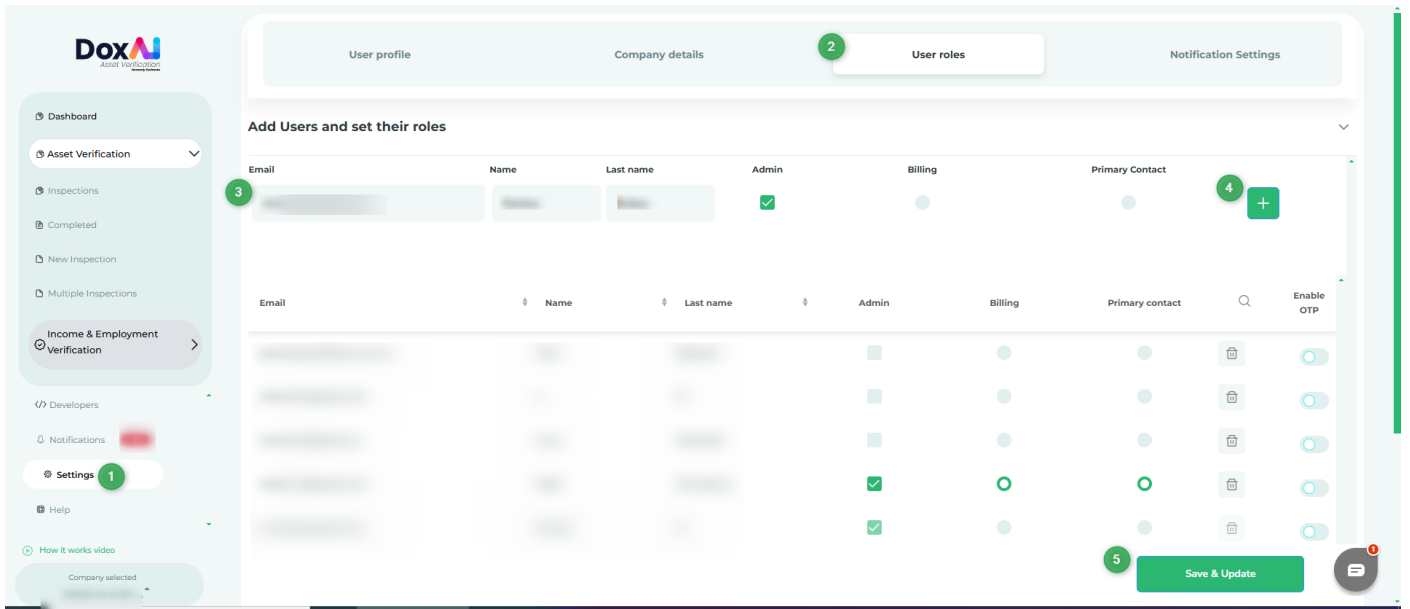 DoxAI
Asset Verification
User profile
Company details
2
User roles
Notification Settings
Dashboard
Asset Verification
Inspections
Completed
New Inspection
Multiple Inspections
Income & Employment
Verification
</> Developers
Notifications
Settings
1
Help
How it works video
Company selected
Add Users and set their roles
Email Name Last name Admin Billing Primary Contact
3
4
+
Email Name Last name Admin Billing Primary contact Enable
OTP
5
Save & Update
1